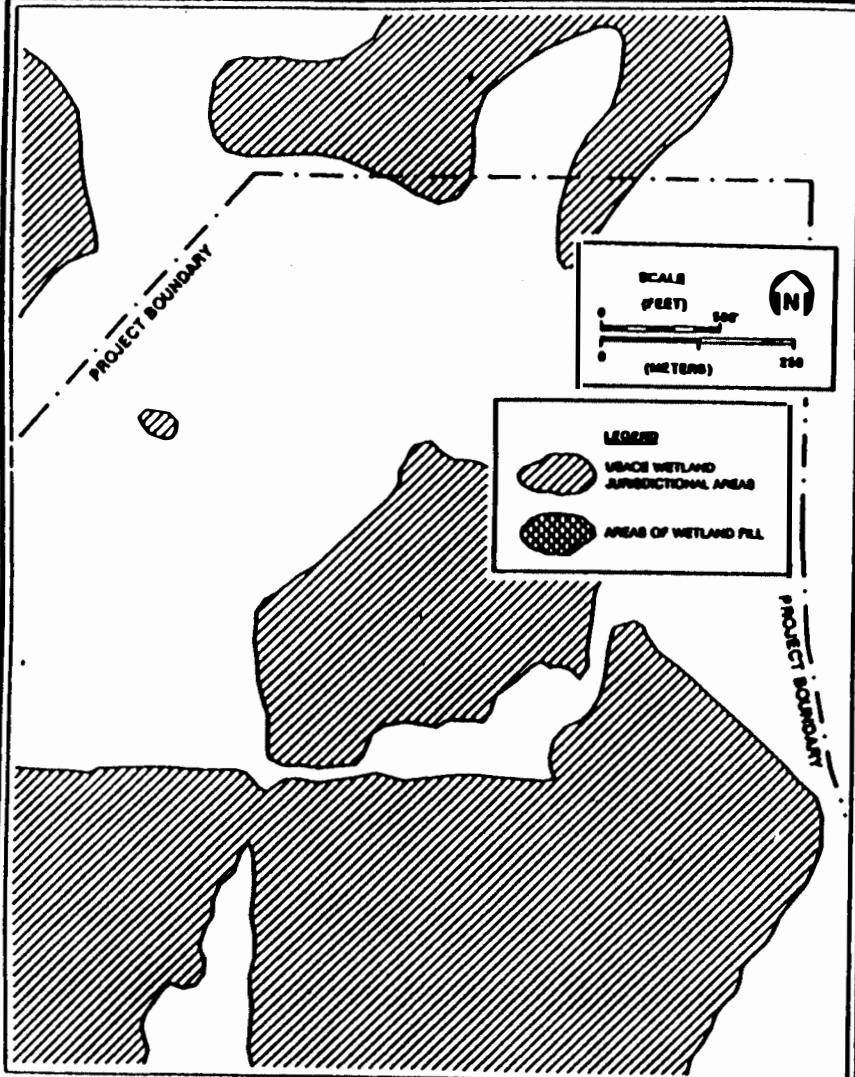 PROJECT BOUNDARY
SCALE
(FEET)
0 500'
0 250
(METERS)
N
LEGEND
USACE WETLAND
JURISDICTIONAL AREAS
AREAS OF WETLAND FILL
PROJECT BOUNDARY